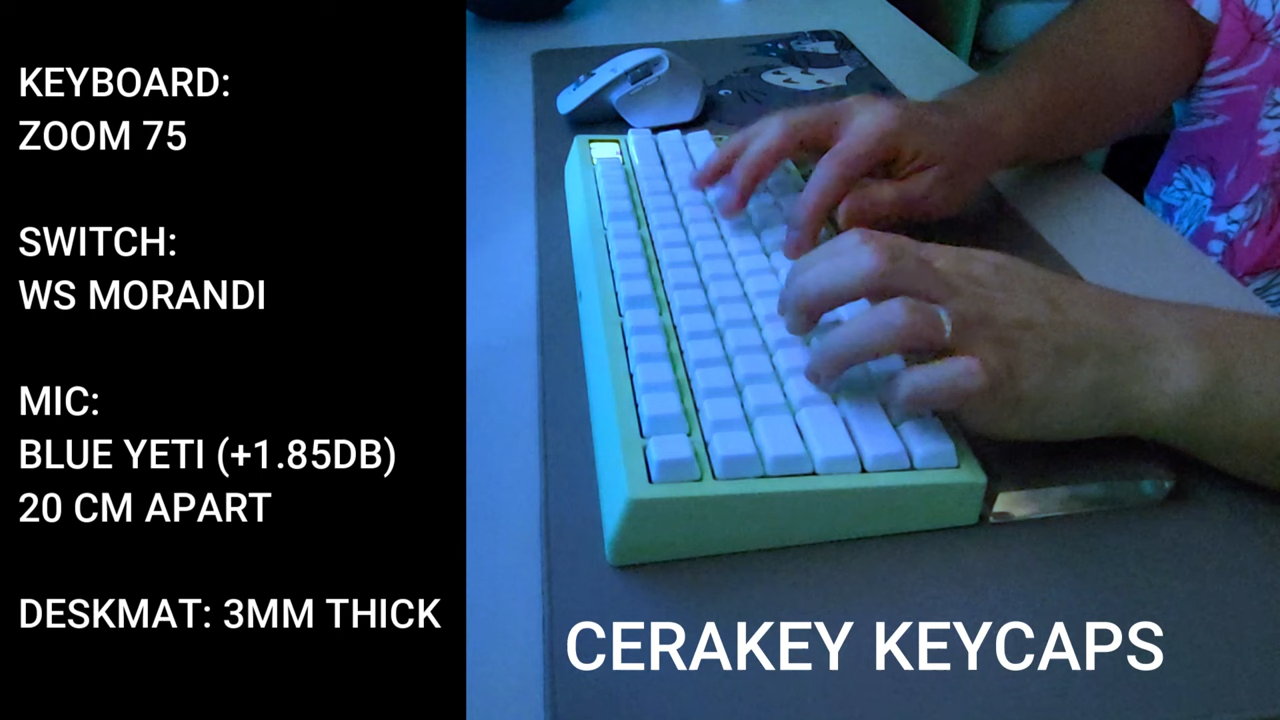 KEYBOARD:
ZOOM 75
SWITCH:
WS MORANDI
MIC:
BLUE YETI (+1.85DB)
20 CM APART
DESKMAT: 3MM THICK
CERAKEY KEYCAPS